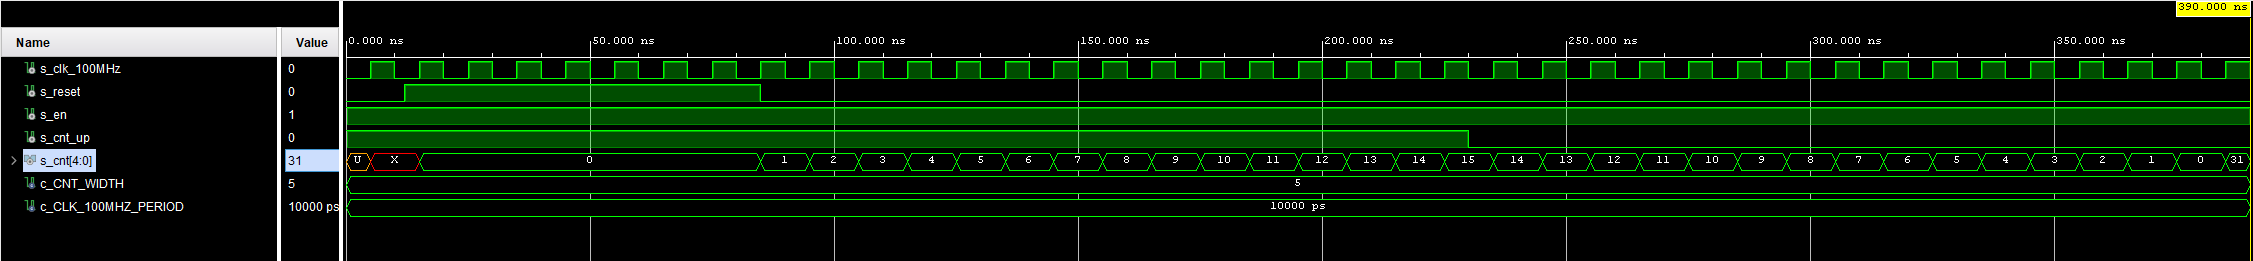 390.000 ns
Name Value
0.000 ns 50.000 ns 100.000 ns 150.000 ns 200.000 ns 250.000 ns 300.000 ns 350.000 ns
s_clk_100MHz 0
s_reset 0
s_en 1
s_cnt_up 0
s_cnt[4:0] 31 U X 0 1 2 3 4 5 6 7 8 9 10 11 12 13 14 15 14 13 12 11 10 9 8 7 6 5 4 3 2 1 0 31
c_CNT_WIDTH 5 5
c_CLK_100MHZ_PERIOD 10000 ps 10000 ps